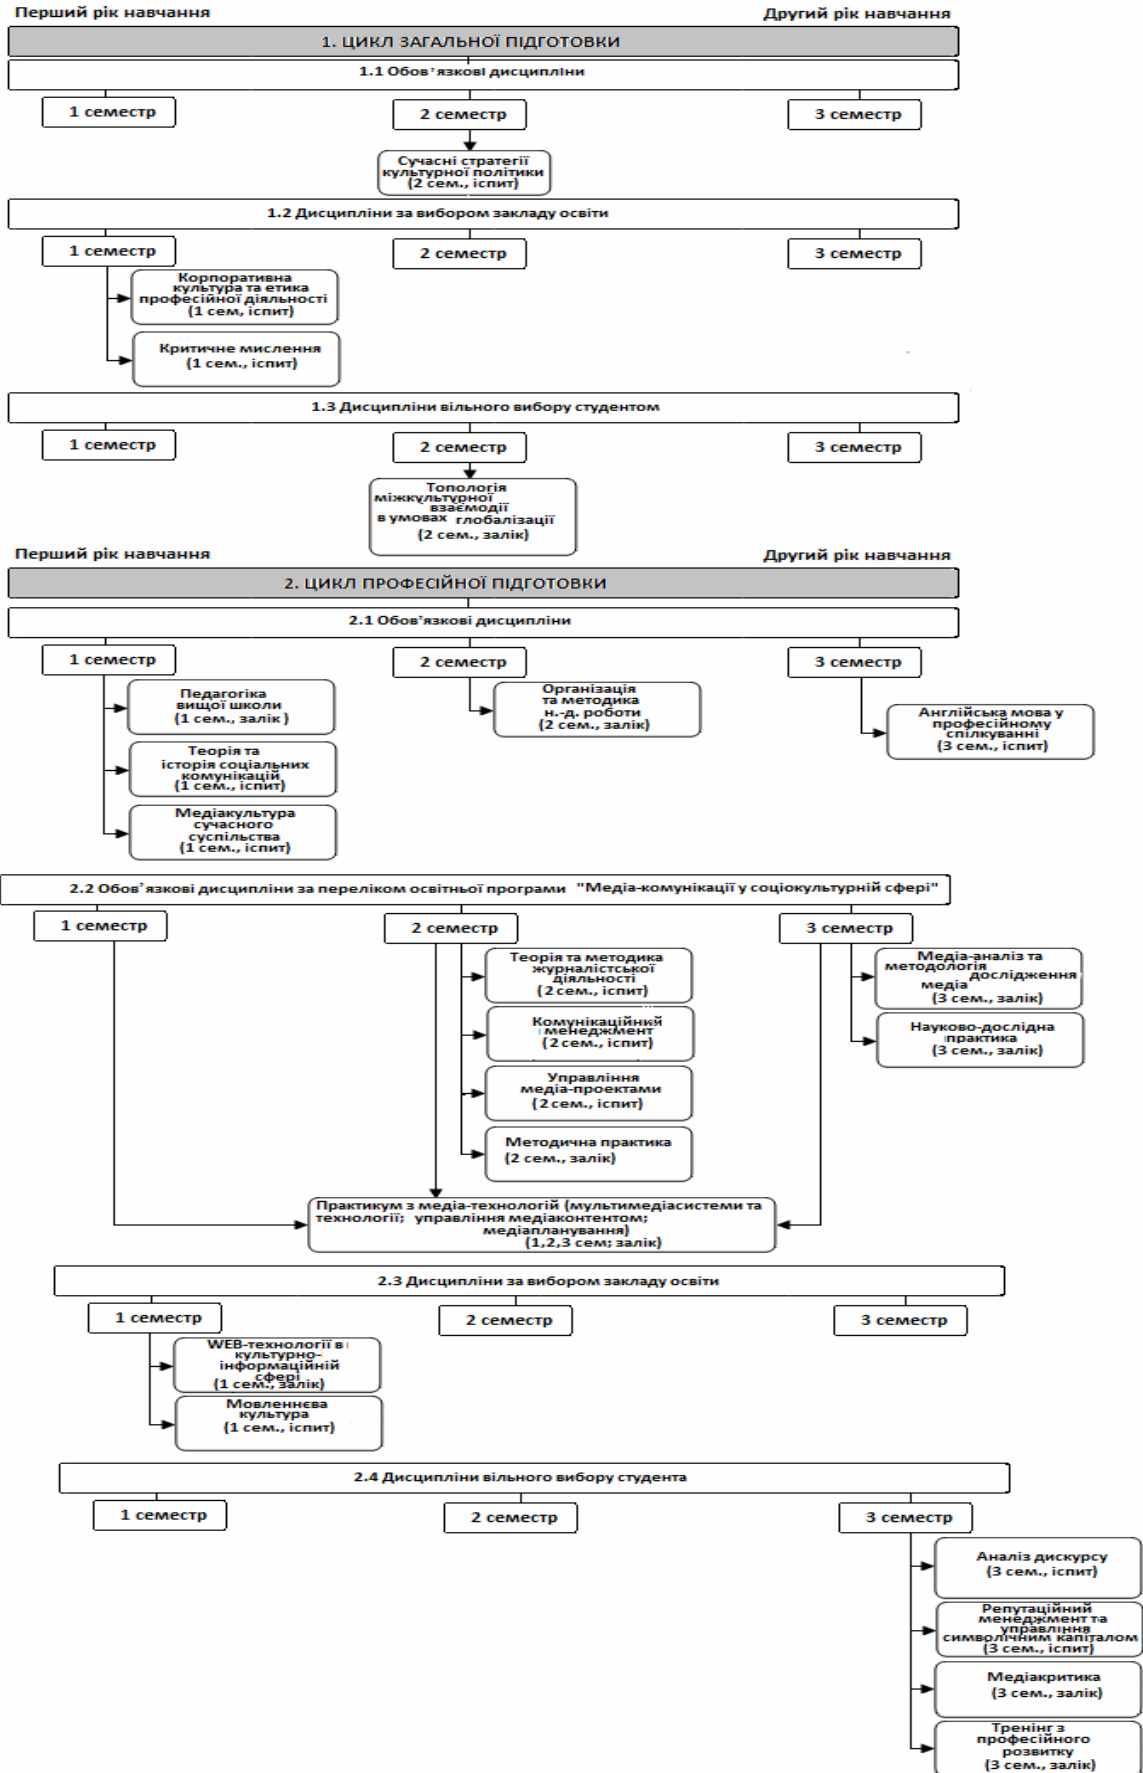 Перший рік навчання
Другий рік навчання
1. ЦИКЛ ЗАГАЛЬНОЇ ПІДГОТОВКИ
1.1 Обов'язкові дисципліни
1 семестр
2 семестр
3 семестр
Сучасні стратегії
культурної політики
(2 сем., іспит)
1.2 Дисципліни за вибором закладу освіти
1 семестр
2 семестр
3 семестр
Корпоративна
культура та етика
професійної діяльності
(1 сем, іспит)
Критичне мислення
(1 сем., іспит)
1.3 Дисципліни вільного вибору студентом
1 семестр
2 семестр
3 семестр
Топологія
міжкультурної
взаємодії
в умовах глобалізації
(2 сем., залік)
Перший рік навчання
Другий рік навчання
2. ЦИКЛ ПРОФЕСІЙНОЇ ПІДГОТОВКИ
2.1 Обов'язкові дисципліни
1 семестр
2 семестр
3 семестр
Педагогіка
вищої школи
(1 сем., залік )
Організація
та методика
н.-д. роботи
(2 сем., залік)
Англійська мова у
професійному
спілкуванні
(3 сем., іспит)
Теорія та
історія соціальних
комунікацій
(1 сем., іспит)
Медіакультура
сучасного
суспільства
(1 сем., іспит)
2.2 Обов'язкові дисципліни за переліком освітньої програми "Медіа-комунікації у соціокультурній сфері"
1 семестр
2 семестр
3 семестр
Теорія та методика
журналістської
діяльності
(2 сем., іспит)
Медіа-аналіз та
методологія
дослідження
медіа
(3 сем., залік)
Комунікаційний
менеджмент
(2 сем., іспит)
Науково-дослідна
практика
(3 сем., залік)
Управління
медіа-проектами
(2 сем., іспит)
Методична практика
(2 сем., залік)
Практикум з медіа-технологій (мультимедіасистеми та
технології; управління медіаконтентом;
медіапланування)
(1,2,3 сем; залік)
2.3 Дисципліни за вибором закладу освіти
1 семестр
2 семестр
3 семестр
WEB-технології в
культурно-
інформаційній
сфері
(1 сем., залік)
Мовленнєва
культура
(1 сем., іспит)
2.4 Дисципліни вільного вибору студента
1 семестр
2 семестр
3 семестр
Аналіз дискурсу
(3 сем., іспит)
Репутаційний
менеджмент та
управління
символічним капіталом
(3 сем., іспит)
Медіакритика
(3 сем., залік)
Тренінг з
професійного
розвитку
(3 сем., залік)